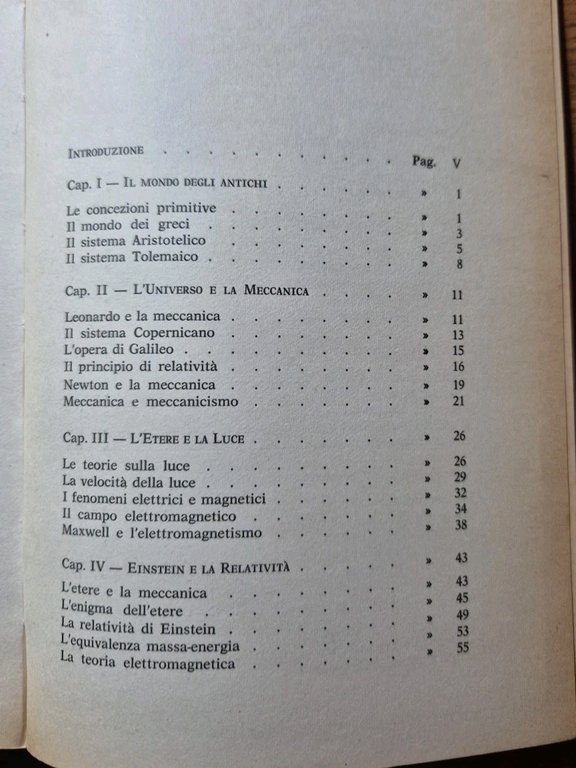 INTRODUZIONE . . . . . . . . . . . Pag. V
Cap. I — IL MONDO DEGLI ANTICHI . . . . . . » 1
Le concezioni primitive . . . . . . . . » 1
Il mondo dei greci . . . . . . . . . » 3
Il sistema Aristotelico . . . . . . . . » 5
Il sistema Tolemaico . . . . . . . . . » 8
Cap. II — L'UNIVERSO E LA MECCANICA . . . . » 11
Leonardo e la meccanica . . . . . . . . » 11
Il sistema Copernicano . . . . . . . . » 13
L'opera di Galileo . . . . . . . . . . » 15
Il principio di relatività . . . . . . . . » 16
Newton e la meccanica . . . . . . . . » 19
Meccanica e meccanicismo . . . . . . . » 21
Cap. III — L'ETERE E LA LUCE . . . . . . . » 26
Le teorie sulla luce . . . . . . . . . » 26
La velocità della luce . . . . . . . . . » 29
I fenomeni elettrici e magnetici . . . . . . » 32
Il campo elettromagnetico . . . . . . . » 34
Maxwell e l'elettromagnetismo . . . . . . » 38
Cap. IV — EINSTEIN E LA RELATIVITÀ . . . . . » 43
L'etere e la meccanica . . . . . . . . » 43
L'enigma dell'etere . . . . . . . . . » 45
La relatività di Einstein . . . . . . . . » 49
L'equivalenza massa-energia . . . . . . . » 53
La teoria elettromagnetica . . . . . . . » 55